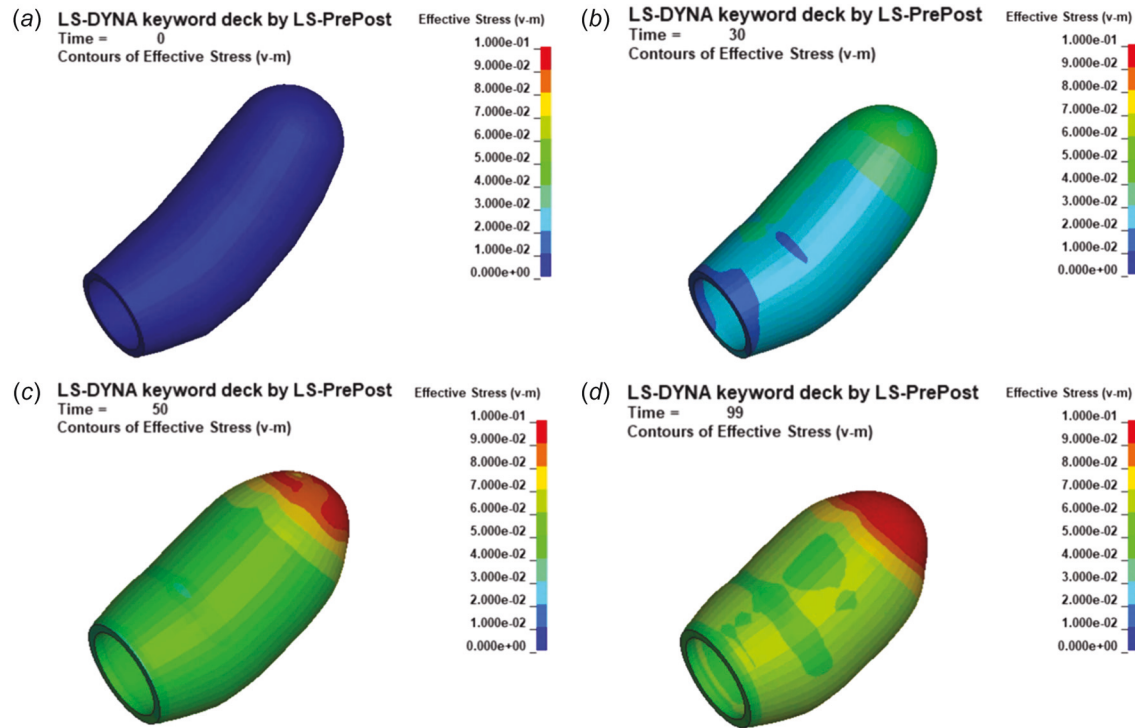 (a)
LS-DYNA keyword deck by LS-PrePost
Time = 0
Contours of Effective Stress (v-m)
Effective Stress (v-m)
1.000e-01
9.000e-02
8.000e-02
7.000e-02
6.000e-02
5.000e-02
4.000e-02
3.000e-02
2.000e-02
1.000e-02
0.000e+00
(b)
LS-DYNA keyword deck by LS-PrePost
Time = 30
Contours of Effective Stress (v-m)
Effective Stress (v-m)
1.000e-01
9.000e-02
8.000e-02
7.000e-02
6.000e-02
5.000e-02
4.000e-02
3.000e-02
2.000e-02
1.000e-02
0.000e+00
(c)
LS-DYNA keyword deck by LS-PrePost
Time = 50
Contours of Effective Stress (v-m)
Effective Stress (v-m)
1.000e-01
9.000e-02
8.000e-02
7.000e-02
6.000e-02
5.000e-02
4.000e-02
3.000e-02
2.000e-02
1.000e-02
0.000e+00
(d)
LS-DYNA keyword deck by LS-PrePost
Time = 99
Contours of Effective Stress (v-m)
Effective Stress (v-m)
1.000e-01
9.000e-02
8.000e-02
7.000e-02
6.000e-02
5.000e-02
4.000e-02
3.000e-02
2.000e-02
1.000e-02
0.000e+00